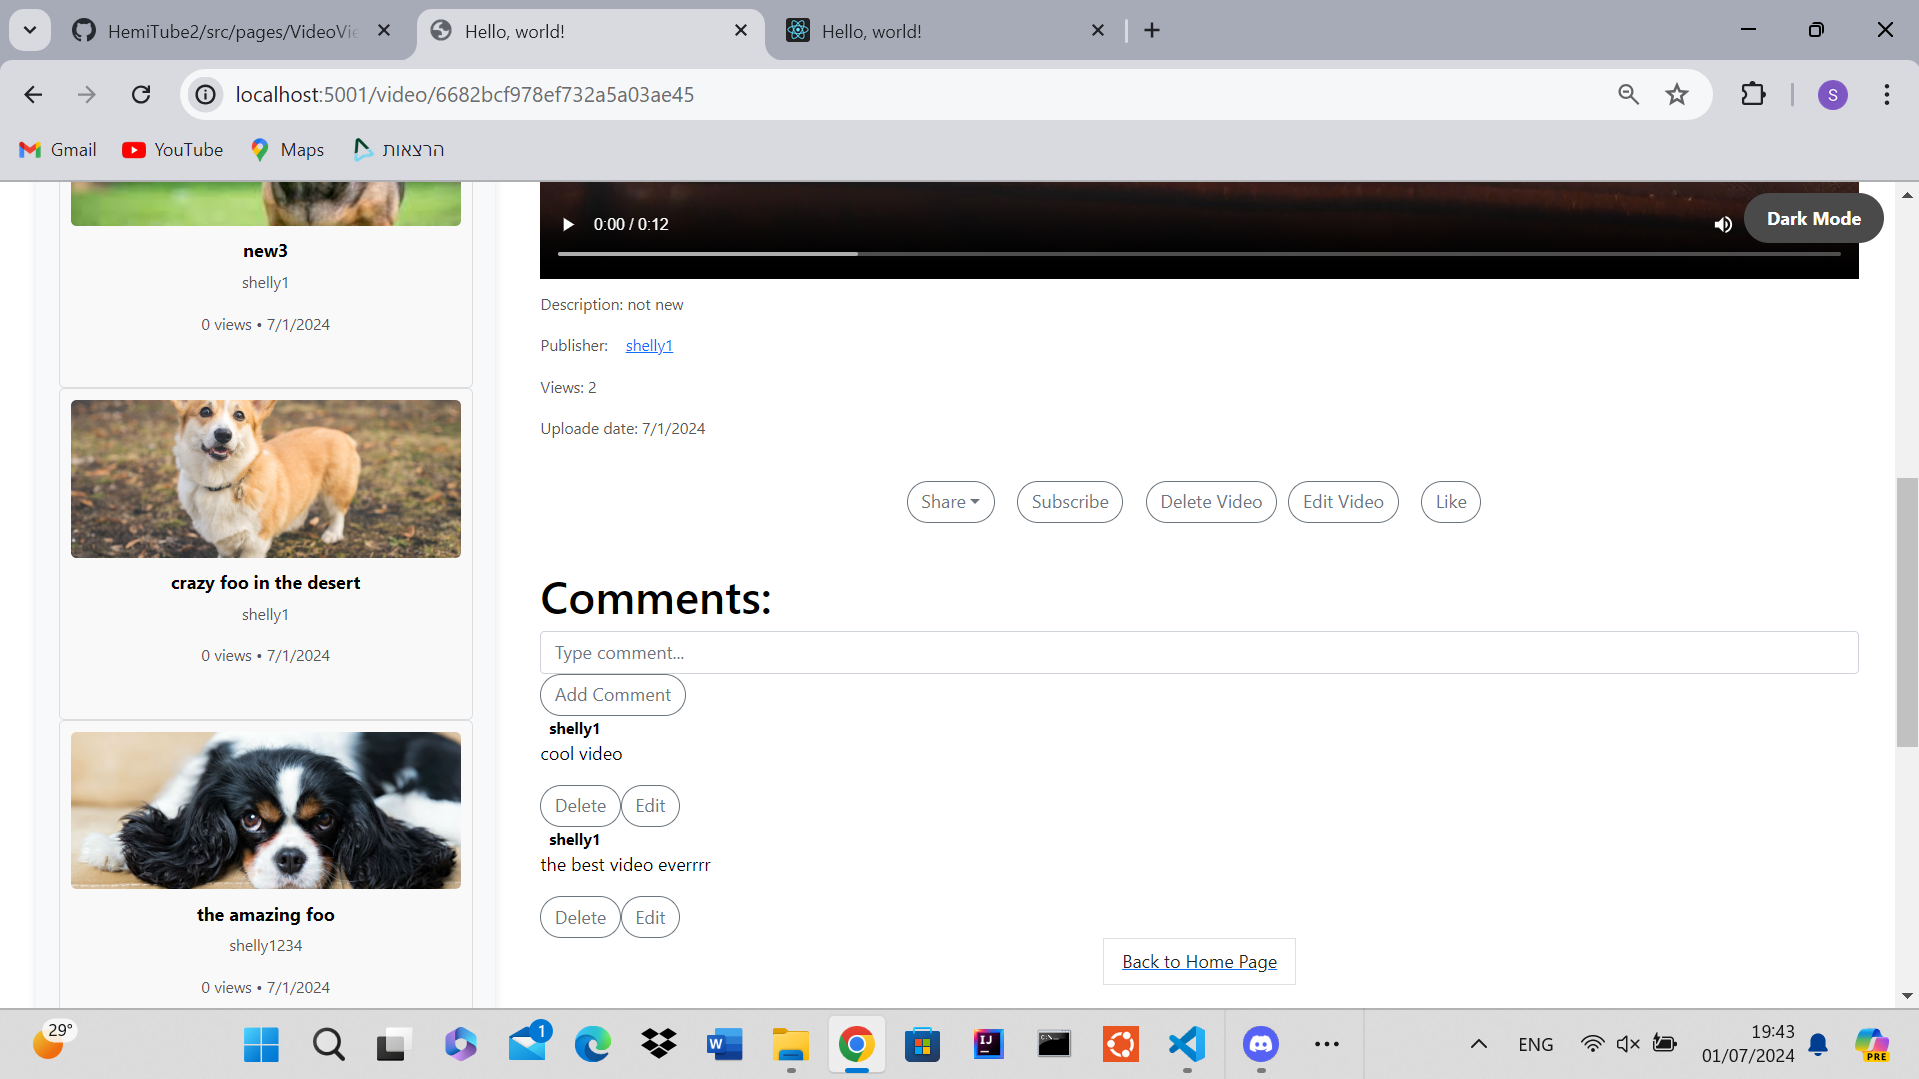 HemiTube2/src/pages/VideoVie
Hello, world!
Hello, world!
localhost:5001/video/6682bcf978ef732a5a03ae45
S
Gmail
YouTube
Maps
הרצאות
new3
shelly1
0 views • 7/1/2024
crazy foo in the desert
shelly1
0 views • 7/1/2024
the amazing foo
shelly1234
0 views • 7/1/2024
0:00 / 0:12
Dark Mode
Description: not new
Publisher: shelly1
Views: 2
Uploade date: 7/1/2024
Share
Subscribe
Delete Video
Edit Video
Like
Comments:
Type comment...
Add Comment
shelly1
cool video
Delete
Edit
shelly1
the best video everrrr
Delete
Edit
Back to Home Page
29°
1
W
IJ
C:\
ENG
19:43
01/07/2024
PRE